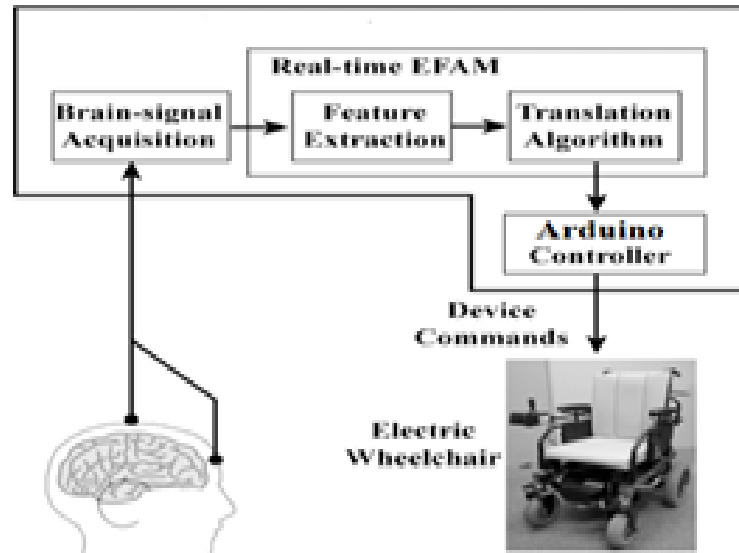 Real-time EFAM
Brain-signal
Acquisition
Feature
Extraction
Translation
Algorithm
Arduino
Controller
Device
Commands
Electric
Wheelchair